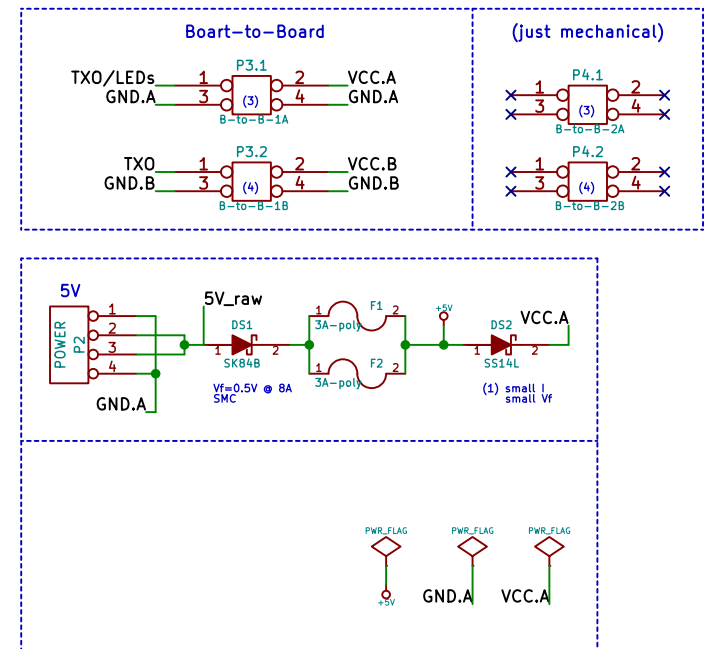 Boart-to-Board
(just mechanical)
P3.1
TXO/LEDs 1 2 VCC.A
GND.A 3 (3) 4 GND.A
B-to-B-1A
P4.1
1 2
3 (3) 4
B-to-B-2A
P3.2
TXO 1 2 VCC.B
GND.B 3 (4) 4 GND.B
B-to-B-1B
P4.2
1 2
3 (4) 4
B-to-B-2B
5V
POWER
P2
1
2
3
4
GND.A
5V_raw
DS1
1 2
SK84B
Vf=0.5V @ 8A
SMC
F1
1 2
3A-poly
F2
1 2
3A-poly
+5V
DS2
VCC.A
1 2
SS14L
(1) small I
small Vf
PWR_FLAG PWR_FLAG PWR_FLAG
+5V GND.A VCC.A